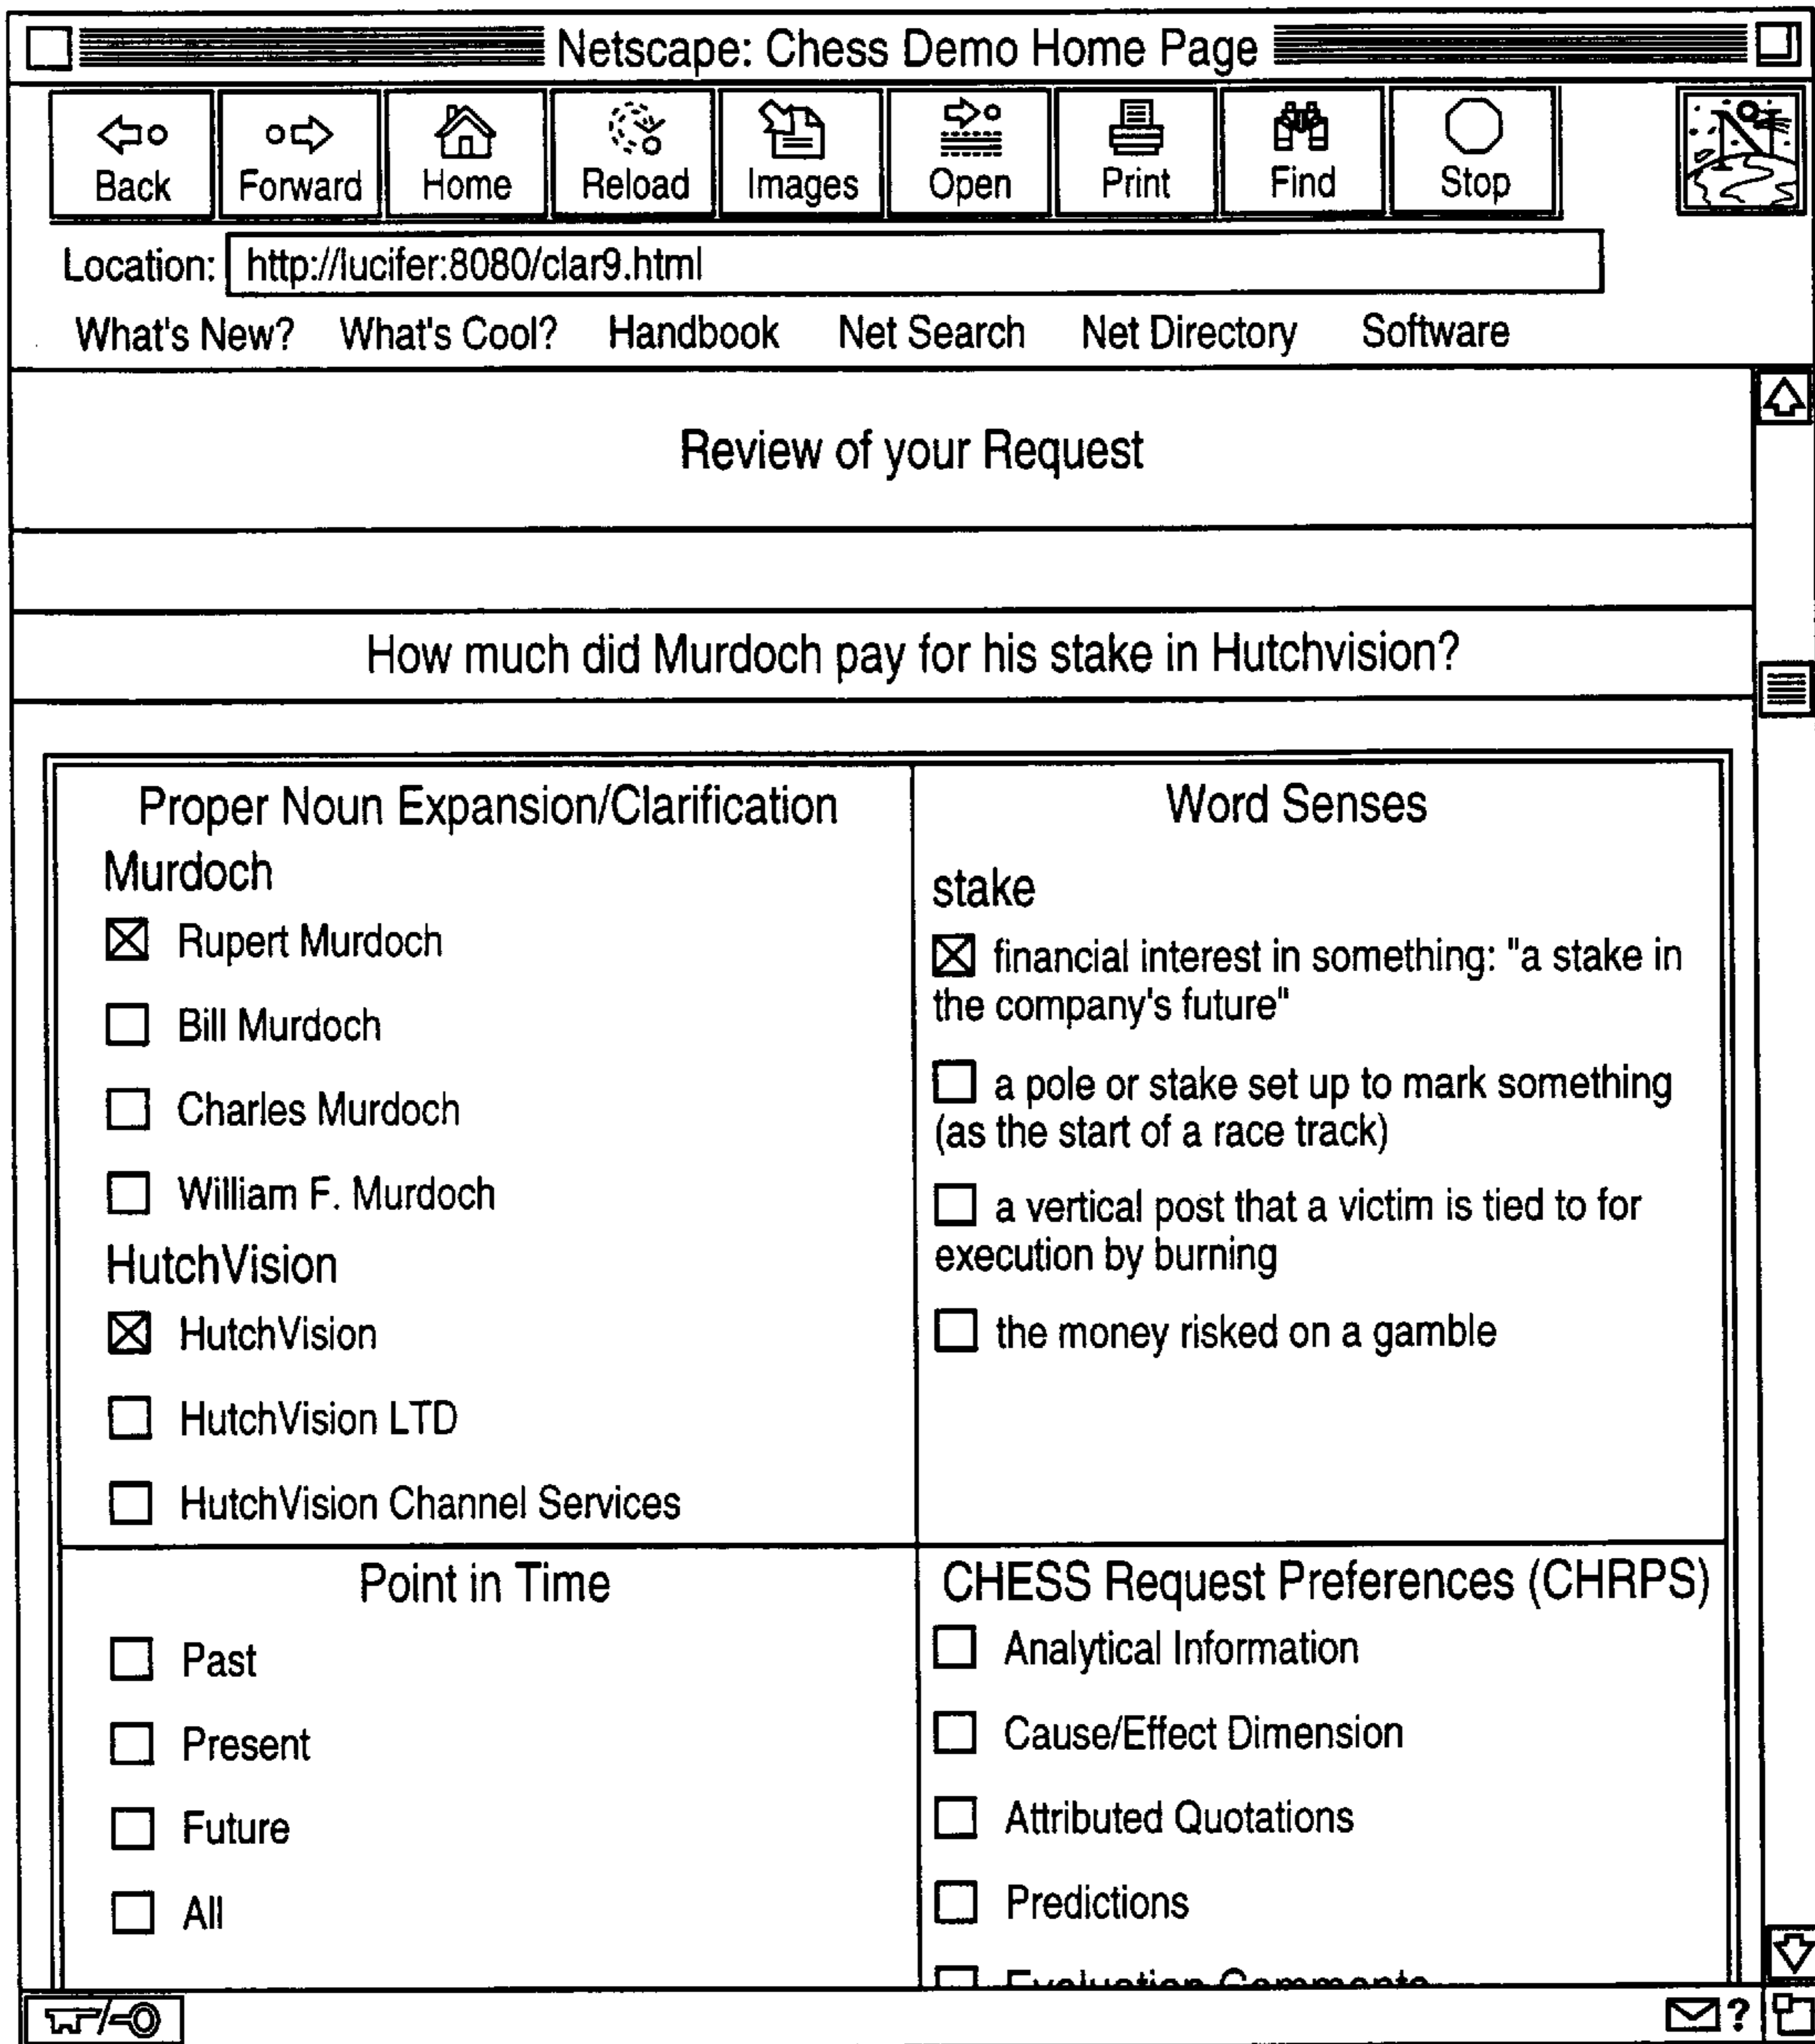 Netscape: Chess Demo Home Page
Back Forward Home Reload Images Open Print Find Stop
N
Location: http://lucifer:8080/clar9.html
What's New? What's Cool? Handbook Net Search Net Directory Software
Review of your Request
How much did Murdoch pay for his stake in Hutchvision?
Proper Noun Expansion/Clarification
Murdoch
Rupert Murdoch
Bill Murdoch
Charles Murdoch
William F. Murdoch
HutchVision
HutchVision
HutchVision LTD
HutchVision Channel Services
Word Senses
stake
financial interest in something: "a stake in
the company's future"
a pole or stake set up to mark something
(as the start of a race track)
a vertical post that a victim is tied to for
execution by burning
the money risked on a gamble
Point in Time
Past
Present
Future
All
CHESS Request Preferences (CHRPS)
Analytical Information
Cause/Effect Dimension
Attributed Quotations
Predictions
Evaluation Comments
?